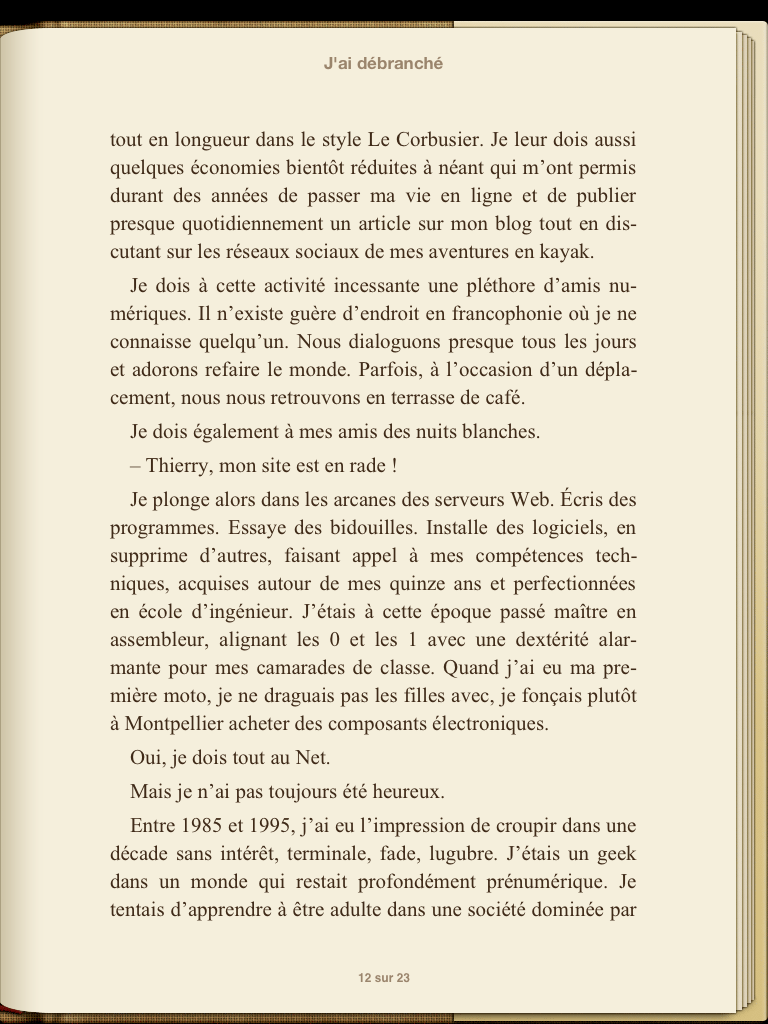 J'ai débranché
tout en longueur dans le style Le Corbusier. Je leur dois aussi
quelques économies bientôt réduites à néant qui m’ont permis
durant des années de passer ma vie en ligne et de publier
presque quotidiennement un article sur mon blog tout en dis-
cutant sur les réseaux sociaux de mes aventures en kayak.
Je dois à cette activité incessante une pléthore d’amis nu-
mériques. Il n’existe guère d’endroit en francophonie où je ne
connaisse quelqu’un. Nous dialoguons presque tous les jours
et adorons refaire le monde. Parfois, à l’occasion d’un dépla-
cement, nous nous retrouvons en terrasse de café.
Je dois également à mes amis des nuits blanches.
– Thierry, mon site est en rade !
Je plonge alors dans les arcanes des serveurs Web. Écris des
programmes. Essaye des bidouilles. Installe des logiciels, en
supprime d’autres, faisant appel à mes compétences tech-
niques, acquises autour de mes quinze ans et perfectionnées
en école d’ingénieur. J’étais à cette époque passé maître en
assembleur, alignant les 0 et les 1 avec une dextérité alar-
mante pour mes camarades de classe. Quand j’ai eu ma pre-
mière moto, je ne draguais pas les filles avec, je fonçais plutôt
à Montpellier acheter des composants électroniques.
Oui, je dois tout au Net.
Mais je n’ai pas toujours été heureux.
Entre 1985 et 1995, j’ai eu l’impression de croupir dans une
décade sans intérêt, terminale, fade, lugubre. J’étais un geek
dans un monde qui restait profondément prénumérique. Je
tentais d’apprendre à être adulte dans une société dominée par
12 sur 23